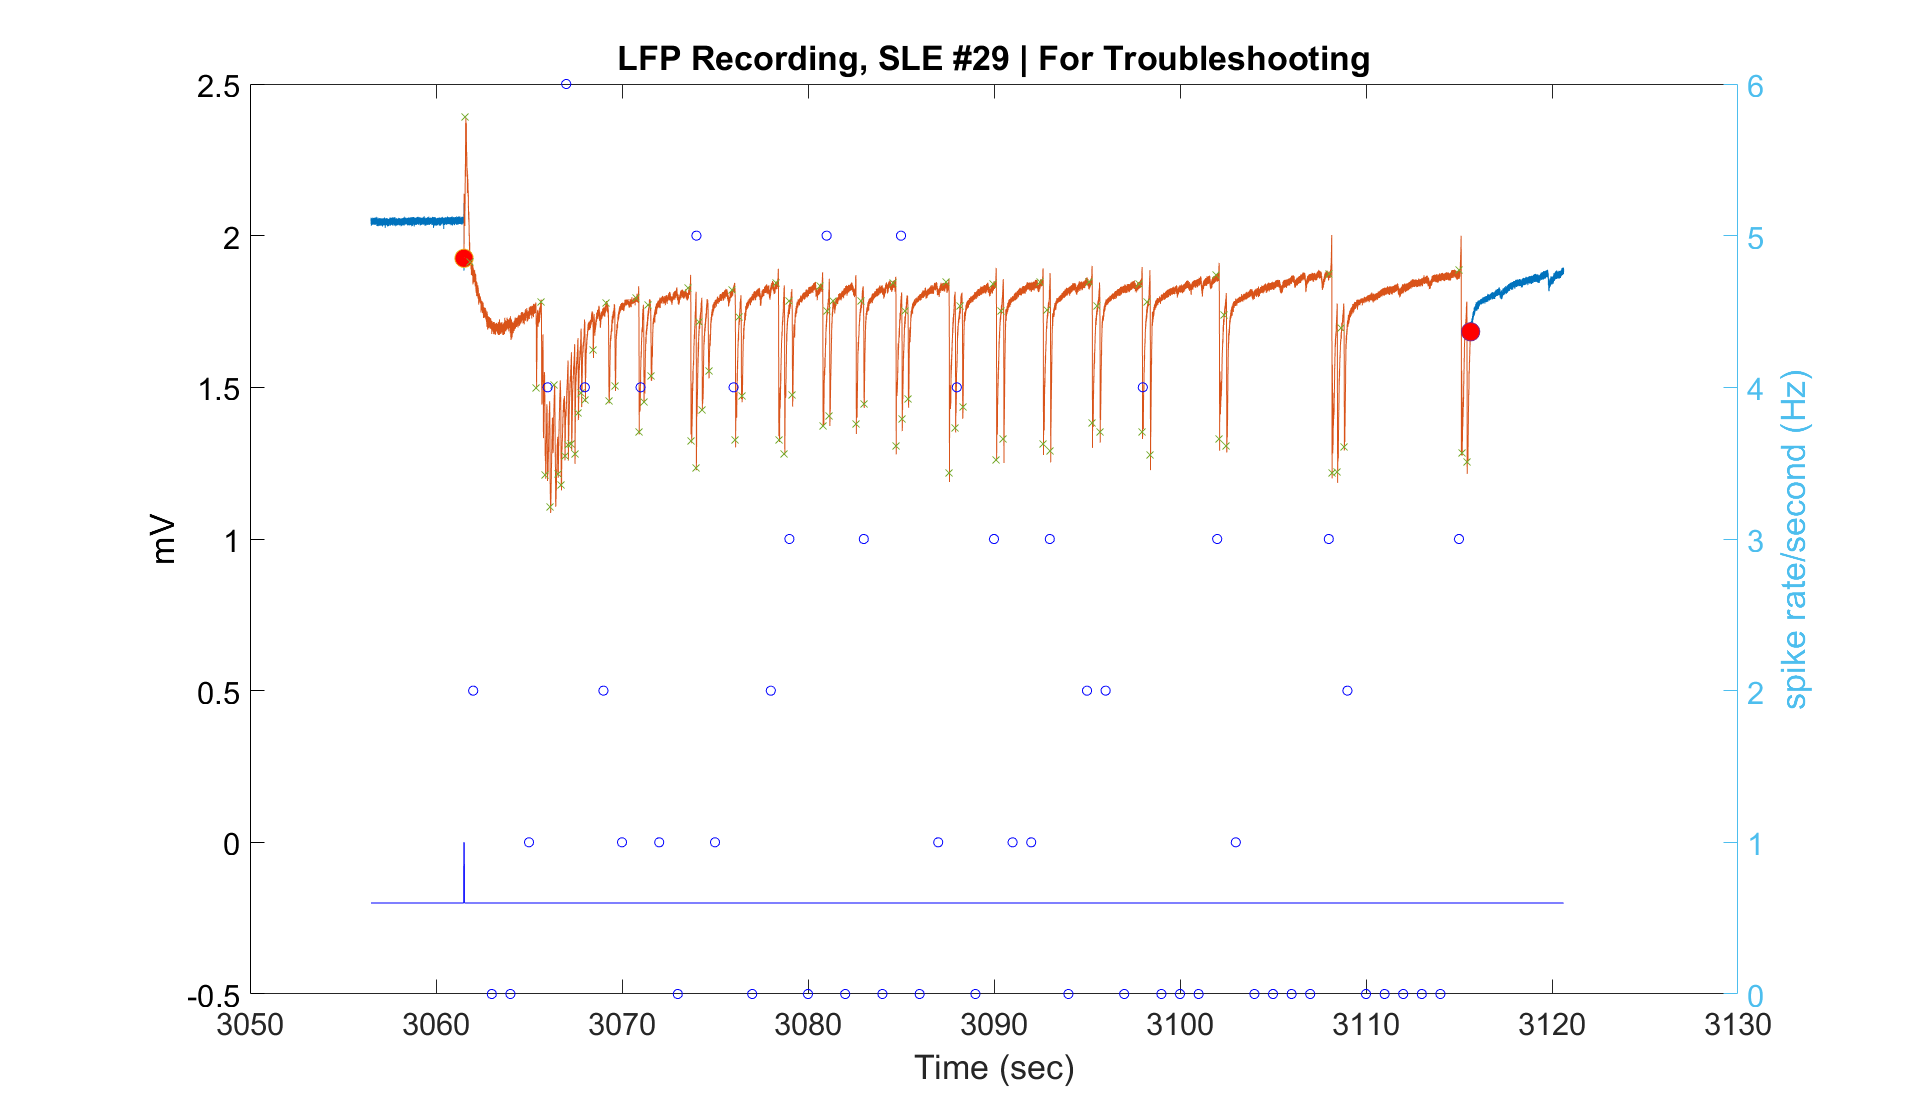 LFP Recording, SLE #29 | For Troubleshooting
2.5
2
1.5
1
0.5
0
-0.5
mV
6
5
4
3
2
1
0
spike rate/second (Hz)
3050 3060 3070 3080 3090 3100 3110 3120 3130
Time (sec)